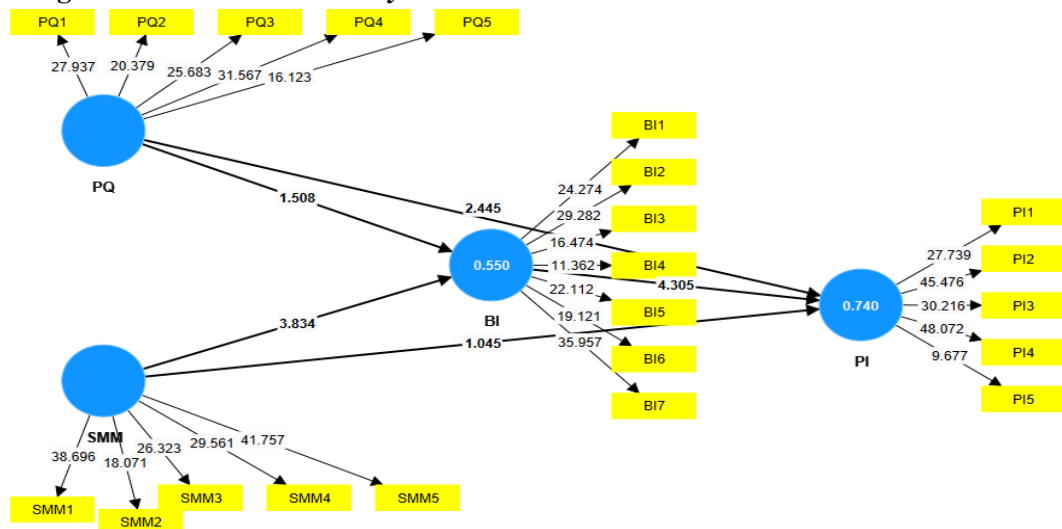 PQ1
PQ2
PQ3
PQ4
PQ5
27.937
20.379
25.683
31.567
16.123
PQ
1.508
2.445
BI1
BI2
BI3
BI4
BI5
BI6
BI7
24.274
29.282
16.474
11.362
22.112
19.121
35.957
0.550
BI
4.305
3.834
1.045
PI1
PI2
PI3
PI4
PI5
27.739
45.476
30.216
48.072
9.677
0.740
PI
SMM
38.696
18.071
26.323
29.561
41.757
SMM1
SMM2
SMM3
SMM4
SMM5